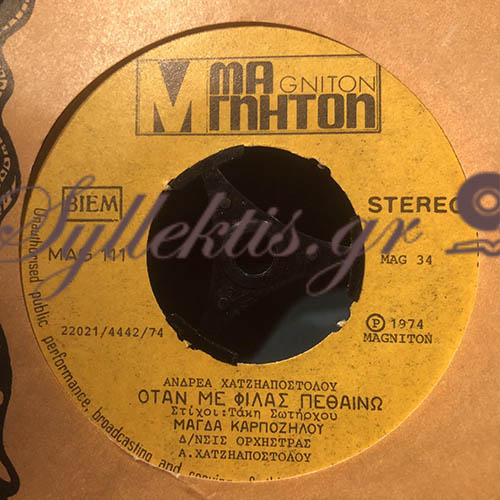 ΜΑ GNITON
ΓΝΗΤΟΝ
BIEM
STEREO
MAG 111
MAG 34
22021/4442/74
Ⓟ 1974
MAGNITON
ΑΝΔΡΕΑ ΧΑΤΖΗΑΠΟΣΤΟΛΟΥ
ΟΤΑΝ ΜΕ ΦΙΛΑΣ ΠΕΘΑΙΝΩ
Στίχοι:Τάκη Σωτήρχου
ΜΑΓΔΑ ΚΑΡΠΟΖΗΛΟΥ
Δ/ΝΣΙΣ ΟΡΧΗΣΤΡΑΣ
Α.ΧΑΤΖΗΑΠΟΣΤΟΛΟΥ
Unauthorised public performance, broadcasting and copying
Syllektis.gr